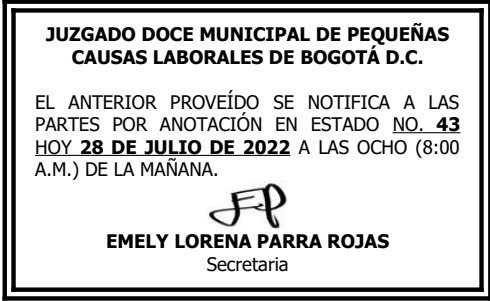 JUZGADO DOCE MUNICIPAL DE PEQUEÑAS
CAUSAS LABORALES DE BOGOTÁ D.C.
EL ANTERIOR PROVEÍDO SE NOTIFICA A LAS
PARTES POR ANOTACIÓN EN ESTADO NO. 43
HOY 28 DE JULIO DE 2022 A LAS OCHO (8:00
A.M.) DE LA MAÑANA.
EP
EMELY LORENA PARRA ROJAS
Secretaria